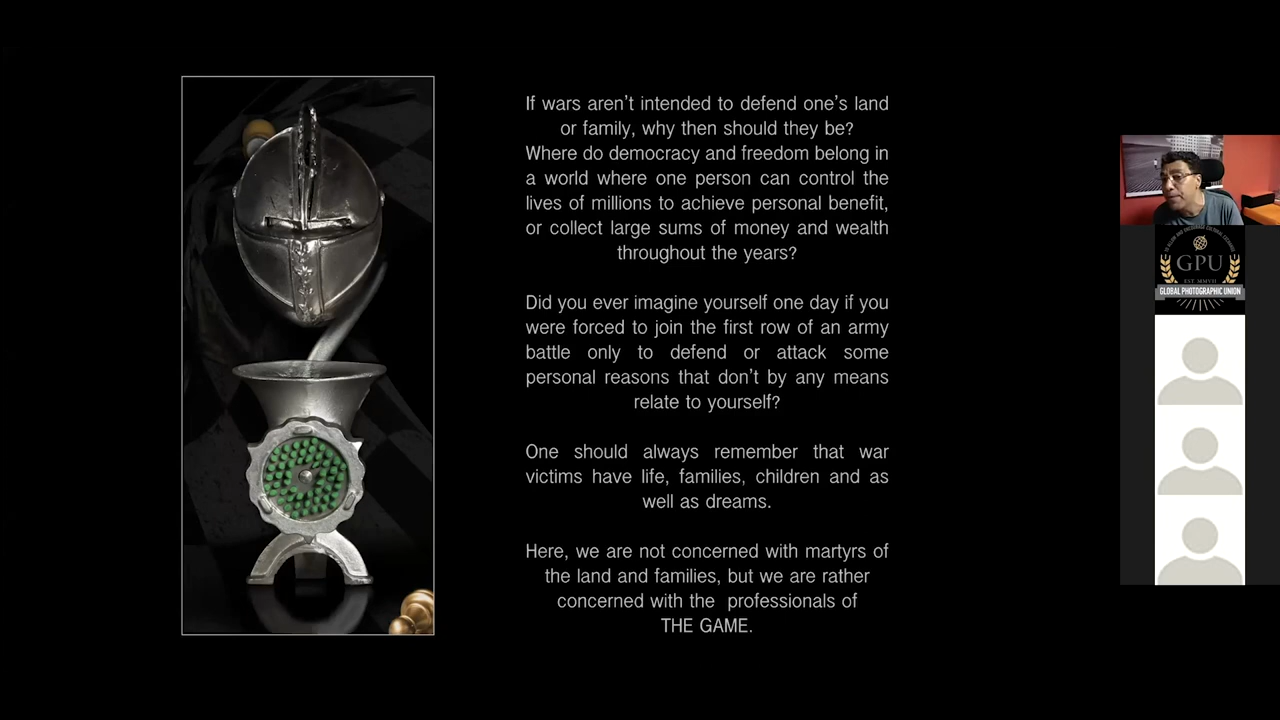 If wars aren't intended to defend one's land
or family, why then should they be?
Where do democracy and freedom belong in
a world where one person can control the
lives of millions to achieve personal benefit,
or collect large sums of money and wealth
throughout the years?
Did you ever imagine yourself one day if you
were forced to join the first row of an army
battle only to defend or attack some
personal reasons that don't by any means
relate to yourself?
One should always remember that war
victims have life, families, children and as
well as dreams.
Here, we are not concerned with martyrs of
the land and families, but we are rather
concerned with the professionals of
THE GAME.
GPU
EST MMVII
GLOBAL PHOTOGRAPHIC UNION